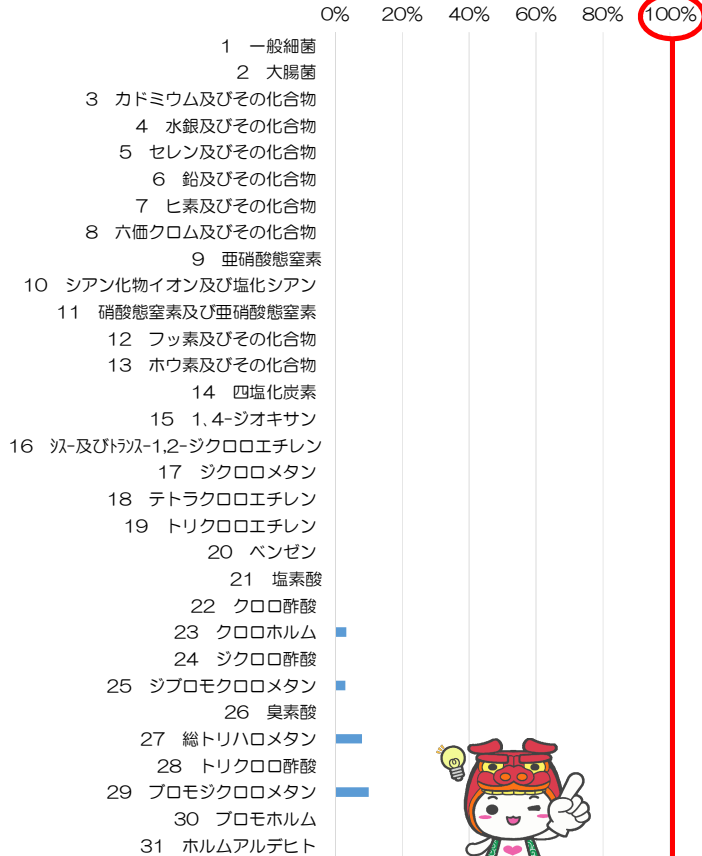 0% 20% 40% 60% 80% 100%
1 一般細菌
2 大腸菌
3 カドミウム及びその化合物
4 水銀及びその化合物
5 セレン及びその化合物
6 鉛及びその化合物
7 ヒ素及びその化合物
8 六価クロム及びその化合物
9 亜硝酸態窒素
10 シアン化物イオン及び塩化シアン
11 硝酸態窒素及び亜硝酸態窒素
12 フッ素及びその化合物
13 ホウ素及びその化合物
14 四塩化炭素
15 1、4-ジオキサン
16 ｼｽ-及びﾄﾗﾝｽ-1,2-ジクロロエチレン
17 ジクロロメタン
18 テトラクロロエチレン
19 トリクロロエチレン
20 ベンゼン
21 塩素酸
22 クロロ酢酸
23 クロロホルム
24 ジクロロ酢酸
25 ジブロモクロロメタン
26 臭素酸
27 総トリハロメタン
28 トリクロロ酢酸
29 ブロモジクロロメタン
30 ブロモホルム
31 ホルムアルデヒト